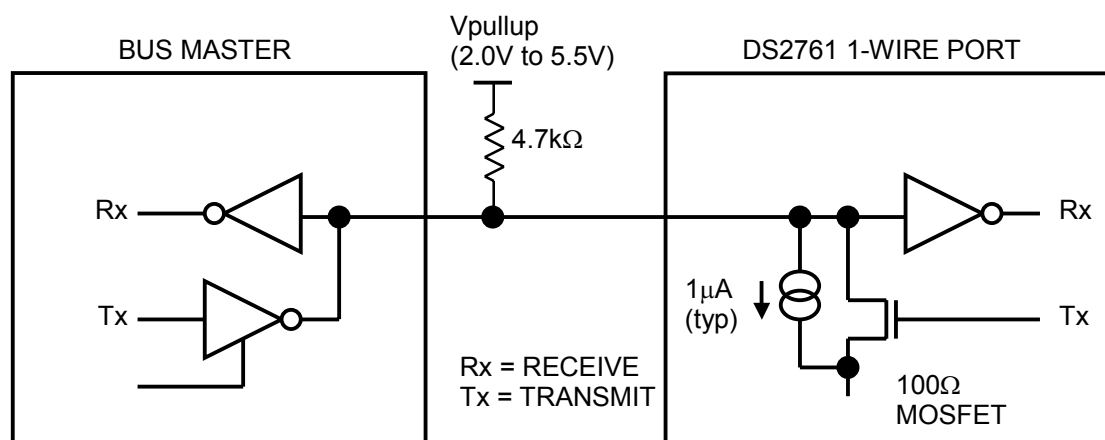 BUS MASTER
Vpullup
(2.0V to 5.5V)
DS2761 1-WIRE PORT
4.7kΩ
Rx
Rx
1μA
(typ)
Tx
Tx
Rx = RECEIVE
Tx = TRANSMIT
100Ω
MOSFET